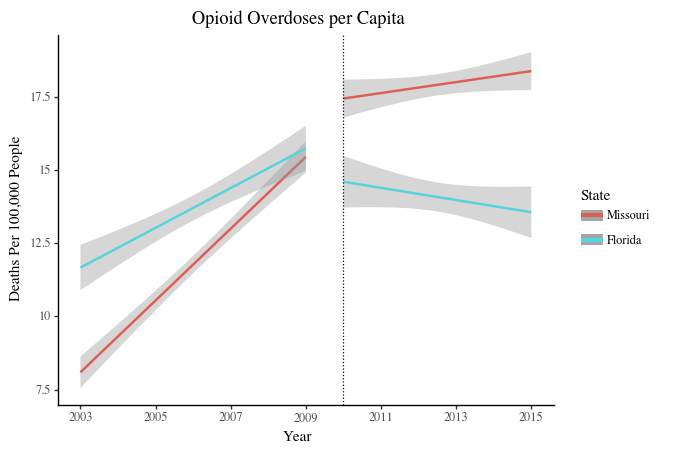 Opioid Overdoses per Capita
Deaths Per 100,000 People
17.5
15
12.5
10
7.5
2003 2005 2007 2009 2011 2013 2015
Year
State
Missouri
Florida